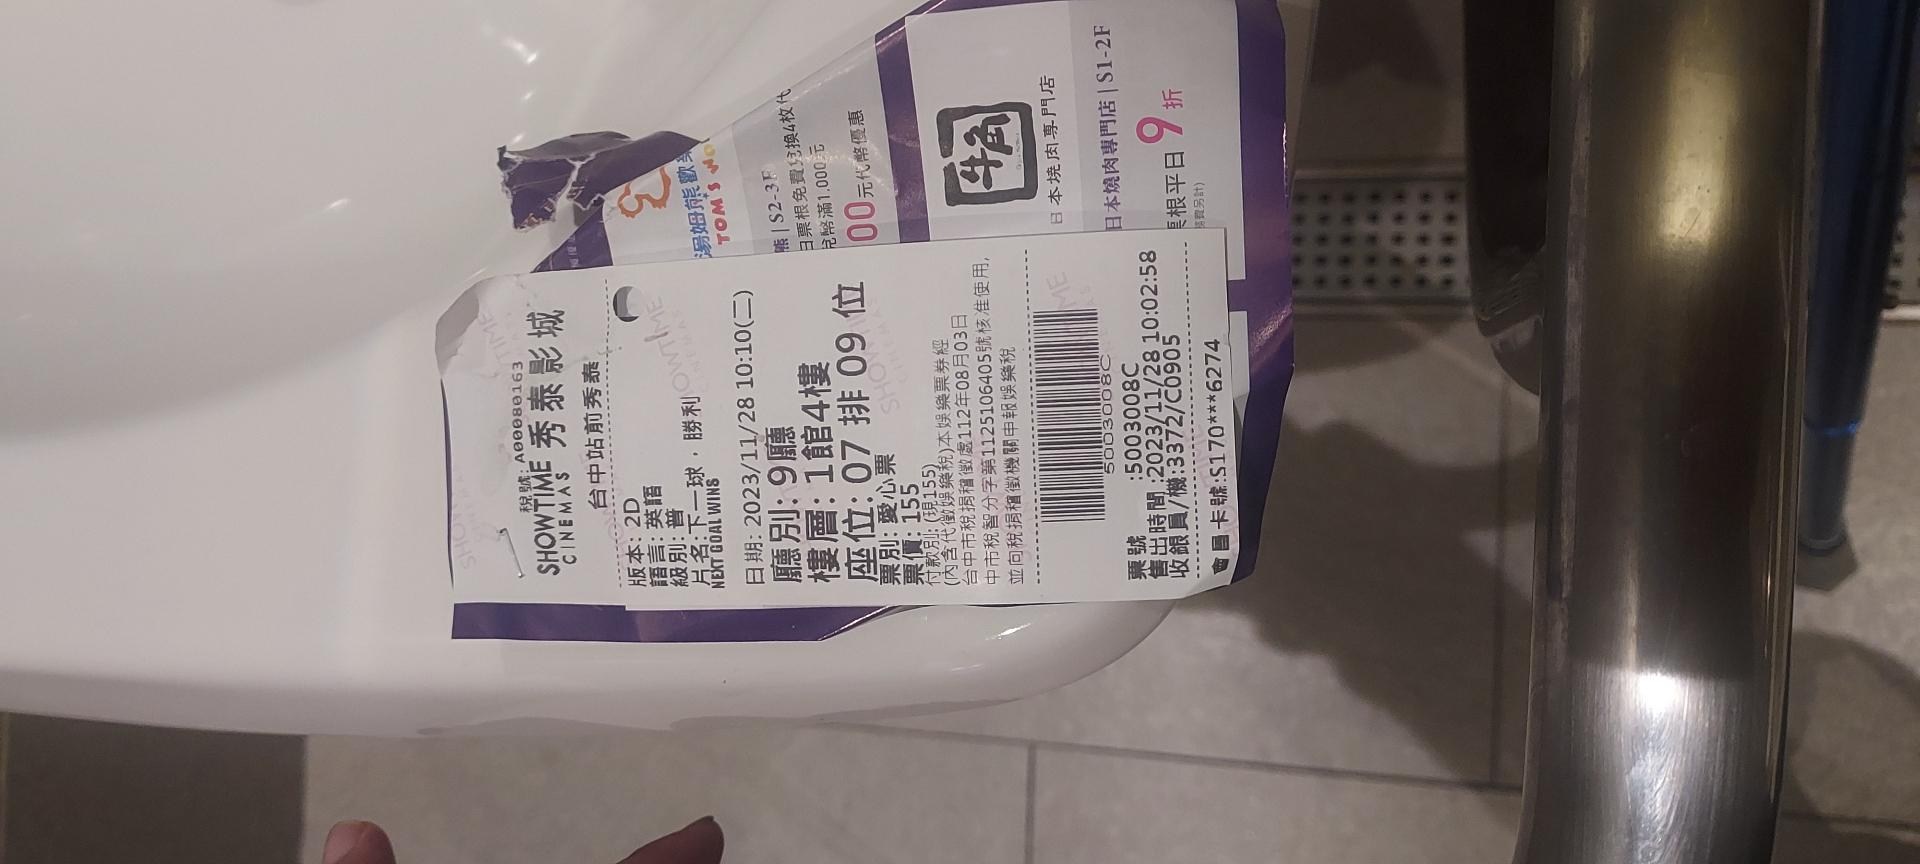 稅號:A00080163
SHOWTIME 秀泰影城
CINEMAS
台中站前秀泰
版本: 2D
語言: 英語
級別: 普
片名: 下一球，勝利
NEXT GOAL WINS
日期: 2023/11/28 10:10(二)
廳別: 9廳
樓層: 1館4樓
座位: 07 排 09 位
票別: 愛心票
票價: 155
付款別: (現155)
(內含代徵娛樂稅)本娛樂票券經
台中市稅捐稽徵處112年08月03日
中市稅智分字第1125106405號核准使用,
並向稅捐稽徵機關申報娛樂稅
5003008C
票號 :5003008C
售出時間:2023/11/28 10:02:58
收銀員/機:3372/C0905
會員卡號:S170***6274
湯姆熊歡
TOM'S WO
熊 | S2-3F
日票根免費兌換4枚代
兌幣滿1,000元
00元代幣優惠
牛角
日本燒肉專門店
日本燒肉專門店 | S1-2F
票根平日9折